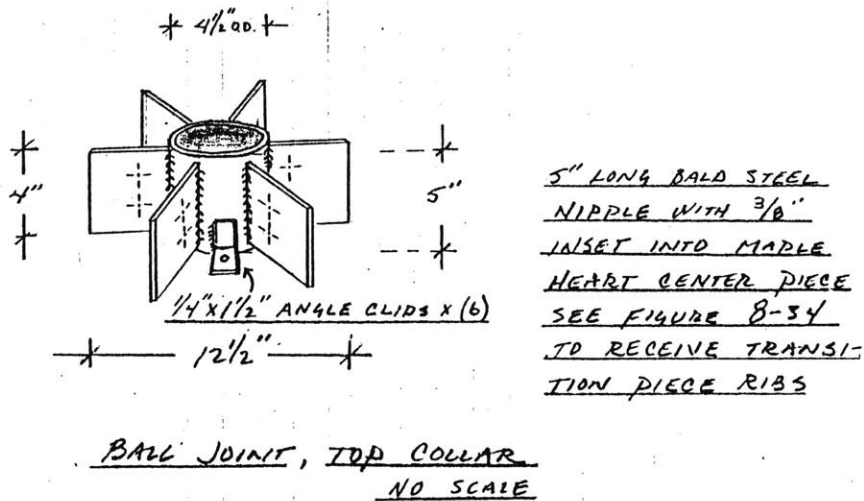 4½" O.D.
4"
5"
5" LONG BALD STEEL
NIPPLE WITH 3/8"
INSET INTO MAPLE
HEART CENTER PIECE
SEE FIGURE 8-34
TO RECEIVE TRANSI-
TION PIECE RIBS
1/4" X 1½" ANGLE CLIPS X (6)
12½"
BALL JOINT, TOP COLLAR
NO SCALE